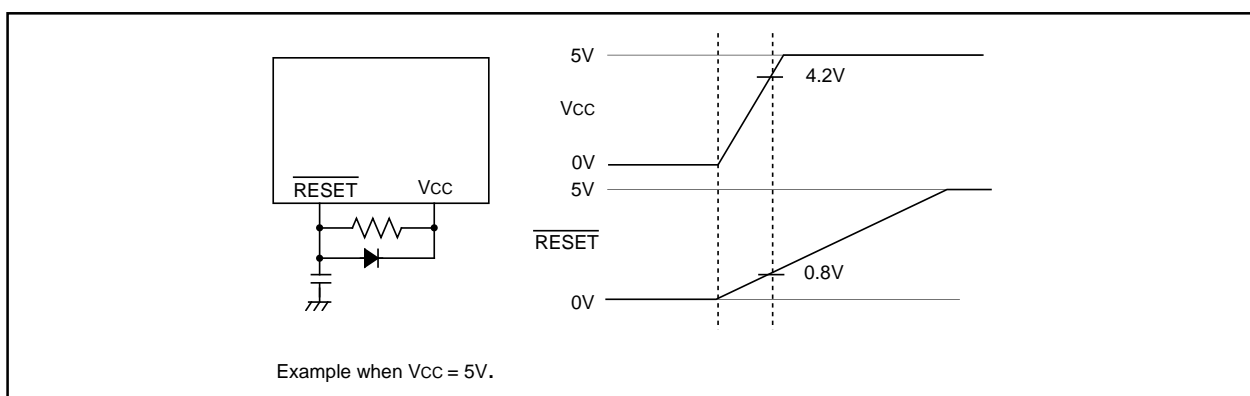 RESET
VCC
5V
4.2V
VCC
0V
5V
RESET
0.8V
0V
Example when VCC = 5V.